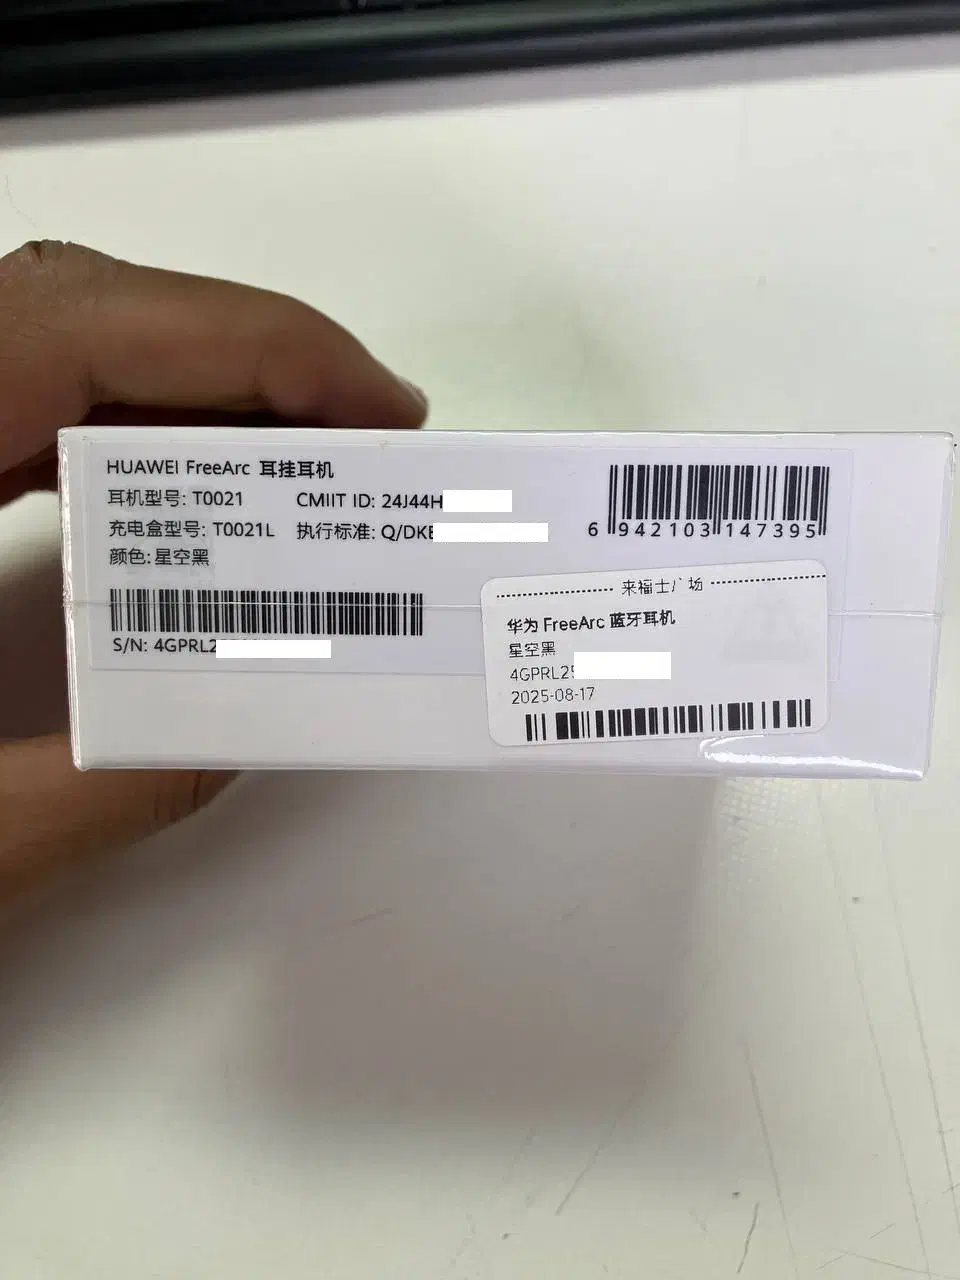 HUAWEI FreeArc 耳挂耳机
耳机型号: T0021 CMIIT ID: 24J44H
充电盒型号: T0021L 执行标准: Q/DK
颜色: 星空黑
S/N: 4GPRL2
6 942103 147395
来福士广场
华为 FreeArc 蓝牙耳机
星空黑
4GPRL25
2025-08-17